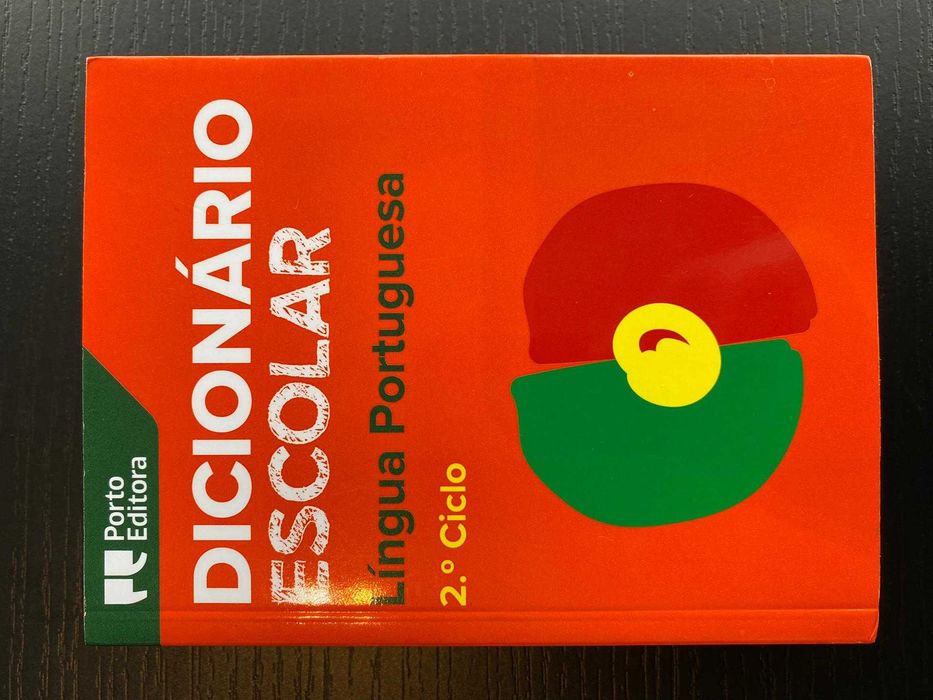 Porto
Editora
DICIONÁRIO
ESCOLAR
Língua Portuguesa
2.º Ciclo